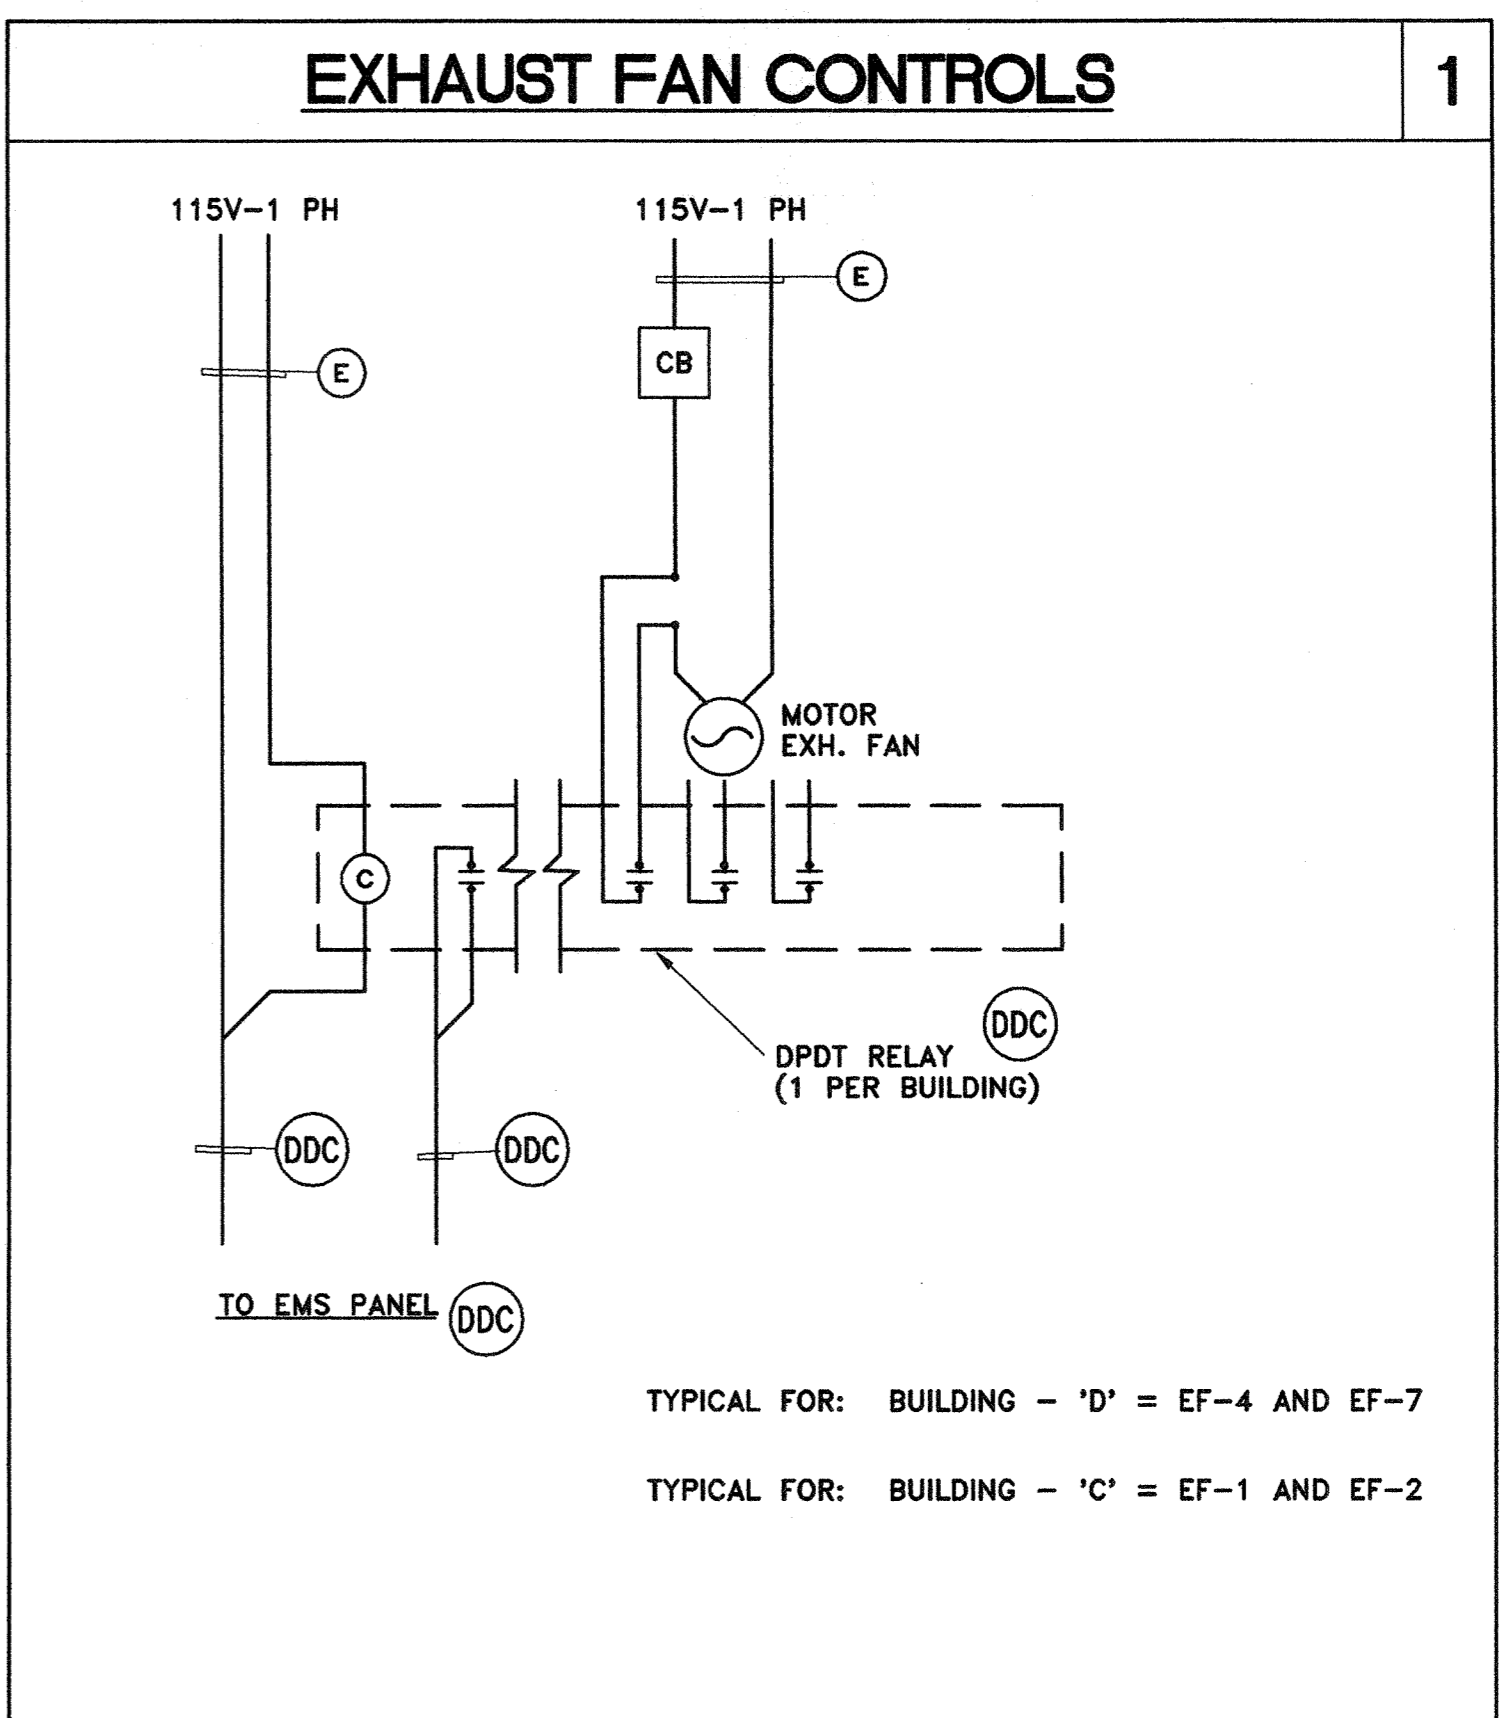 EXHAUST FAN CONTROLS
1
115V-1 PH
115V-1 PH
E
E
CB
MOTOR
EXH. FAN
C
DDC
DPDT RELAY
(1 PER BUILDING)
DDC
DDC
TO EMS PANEL
DDC
TYPICAL FOR: BUILDING - 'D' = EF-4 AND EF-7
TYPICAL FOR: BUILDING - 'C' = EF-1 AND EF-2